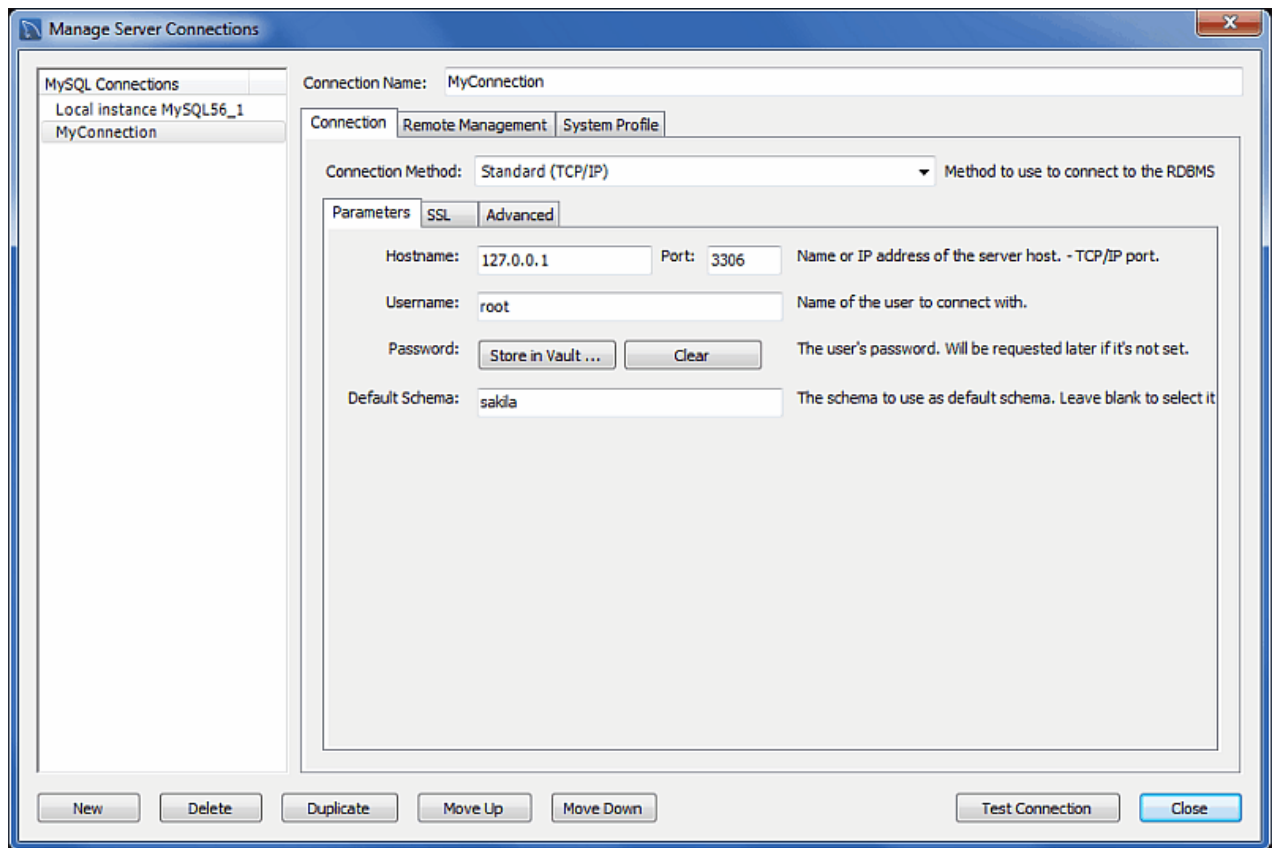 Manage Server Connections
MySQL Connections
Local instance MySQL56_1
MyConnection
Connection Name: MyConnection
Connection Remote Management System Profile
Connection Method: Standard (TCP/IP) Method to use to connect to the RDBMS
Parameters SSL Advanced
Hostname: 127.0.0.1 Port: 3306 Name or IP address of the server host. - TCP/IP port.
Username: root Name of the user to connect with.
Password: Store in Vault ... Clear The user's password. Will be requested later if it's not set.
Default Schema: sakila The schema to use as default schema. Leave blank to select it
New Delete Duplicate Move Up Move Down Test Connection Close